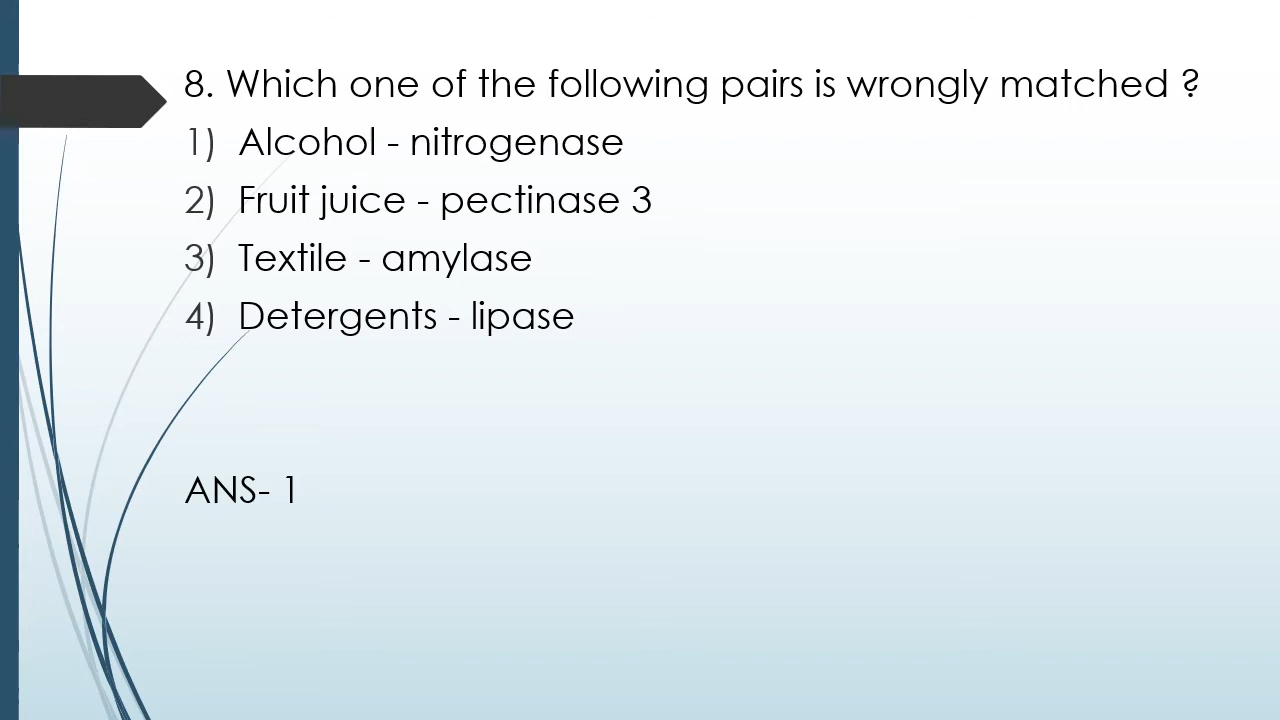 8. Which one of the following pairs is wrongly matched ?
1) Alcohol - nitrogenase
2) Fruit juice - pectinase 3
3) Textile - amylase
4) Detergents - lipase
ANS- 1